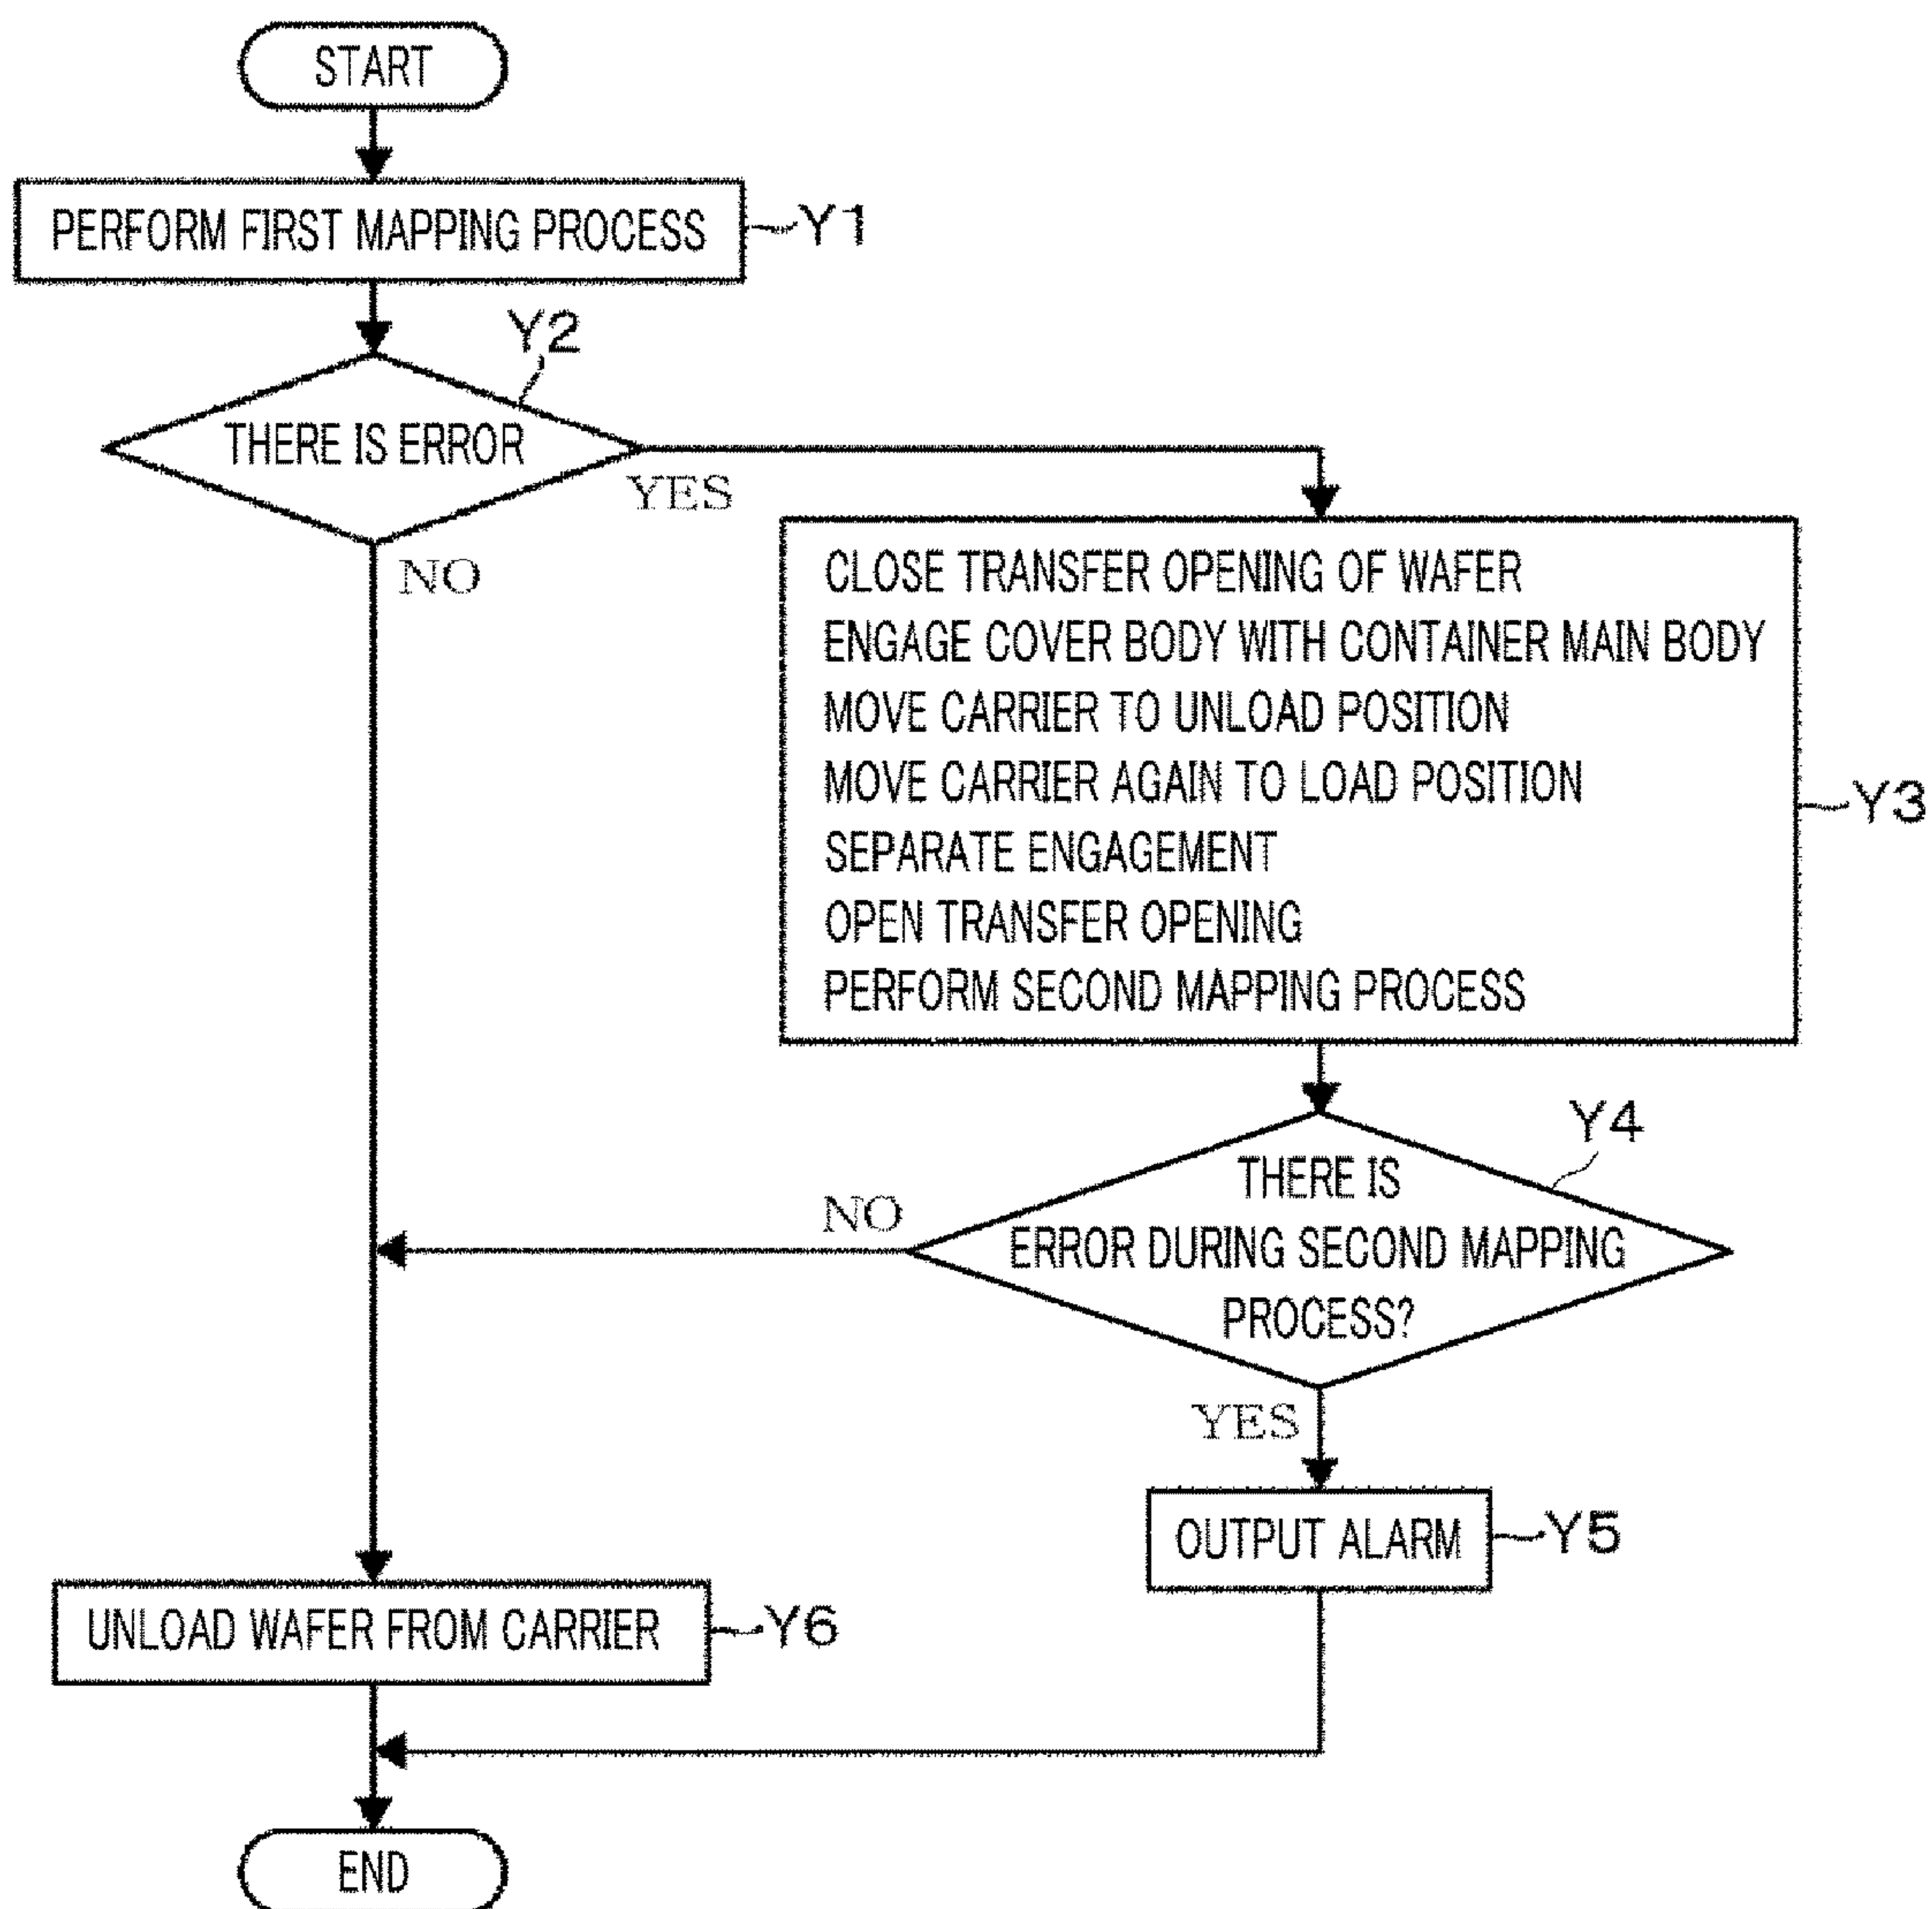 START
PERFORM FIRST MAPPING PROCESS
Y1
Y2
THERE IS ERROR
YES
NO
CLOSE TRANSFER OPENING OF WAFER
ENGAGE COVER BODY WITH CONTAINER MAIN BODY
MOVE CARRIER TO UNLOAD POSITION
MOVE CARRIER AGAIN TO LOAD POSITION
SEPARATE ENGAGEMENT
OPEN TRANSFER OPENING
PERFORM SECOND MAPPING PROCESS
Y3
Y4
THERE IS
ERROR DURING SECOND MAPPING
PROCESS?
NO
YES
OUTPUT ALARM
Y5
UNLOAD WAFER FROM CARRIER
Y6
END